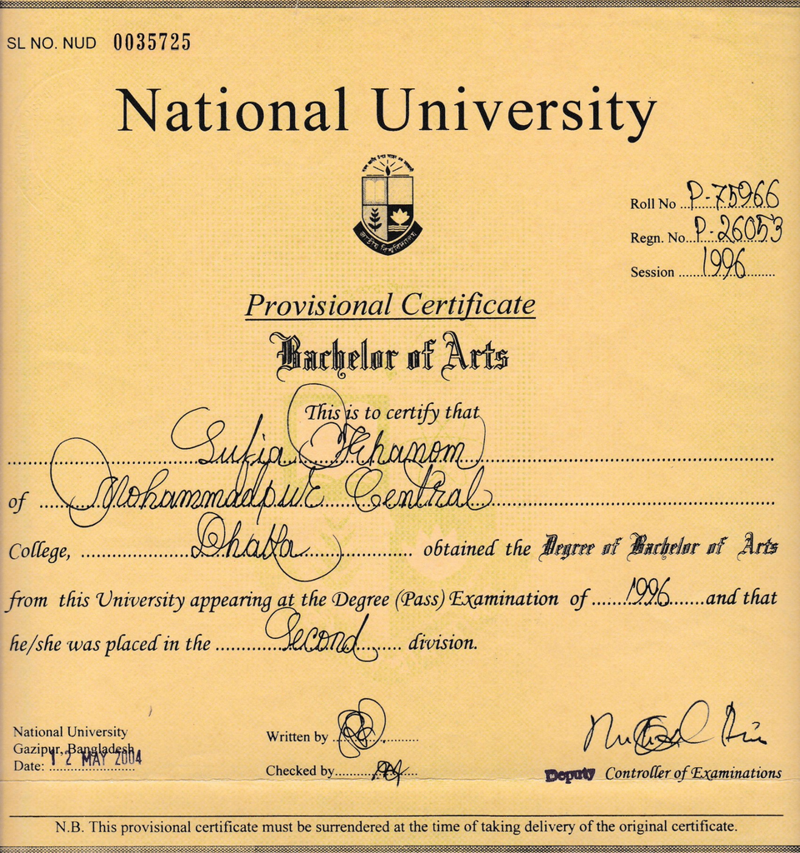 SL NO. NUD 0035725
National University
Roll No P-75966
Regn. No. P-26053
Session 1996
Provisional Certificate
Bachelor of Arts
This is to certify that
Sufia Khanom
of Mohammadpur Central
College, Dhaka obtained the Degree of Bachelor of Arts
from this University appearing at the Degree (Pass) Examination of 1996 and that
he/she was placed in the Second division.
National University
Gazipur, Bangladesh
Date: 12 MAY 2004
Written by
Checked by
Deputy Controller of Examinations
N.B. This provisional certificate must be surrendered at the time of taking delivery of the original certificate.